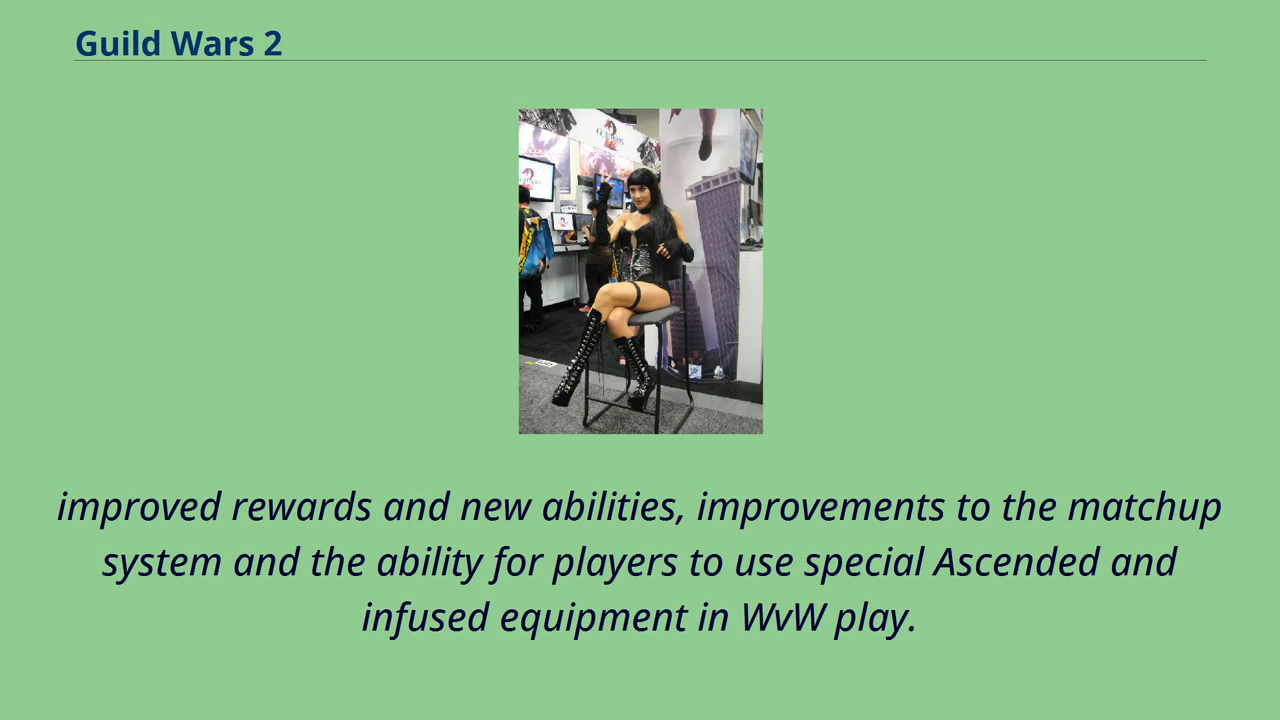 Guild Wars 2
improved rewards and new abilities, improvements to the matchup
system and the ability for players to use special Ascended and
infused equipment in WvW play.